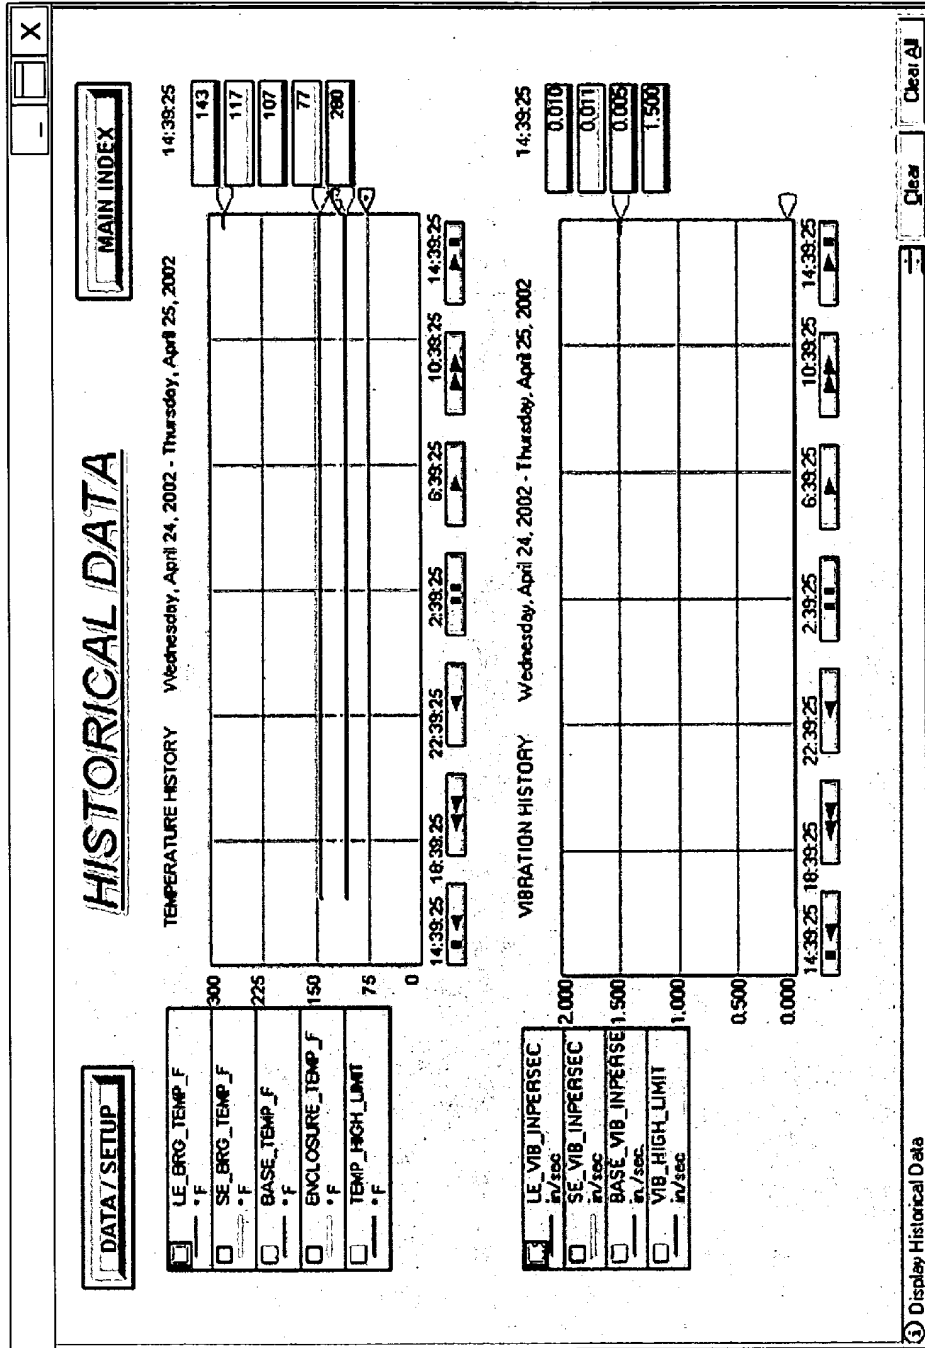 X
DATA / SETUP
HISTORICAL DATA
MAIN INDEX
TEMPERATURE HISTORY Wednesday, April 24, 2002 - Thursday, April 25, 2002 14:39:25
LE_BRG_TEMP_F
° F
SE_BRG_TEMP_F
° F
BASE_TEMP_F
° F
ENCLOSURE_TEMP_F
° F
TEMP_HIGH_LIMIT
° F
300
225
150
75
0
143
117
107
77
280
14:39:25 18:39:25 22:39:25 2:39:25 6:39:25 10:39:25 14:39:25
VIBRATION HISTORY Wednesday, April 24, 2002 - Thursday, April 25, 2002 14:39:25
LE_VIB_INPERSEC
in/sec
SE_VIB_INPERSEC
in/sec
BASE_VIB_INPERSE
in/sec
VIB_HIGH_LIMIT
in/sec
2.000
1.500
1.000
0.500
0.000
0.010
0.011
0.005
1.500
14:39:25 18:39:25 22:39:25 2:39:25 6:39:25 10:39:25 14:39:25
Display Historical Data
Clear
Clear All